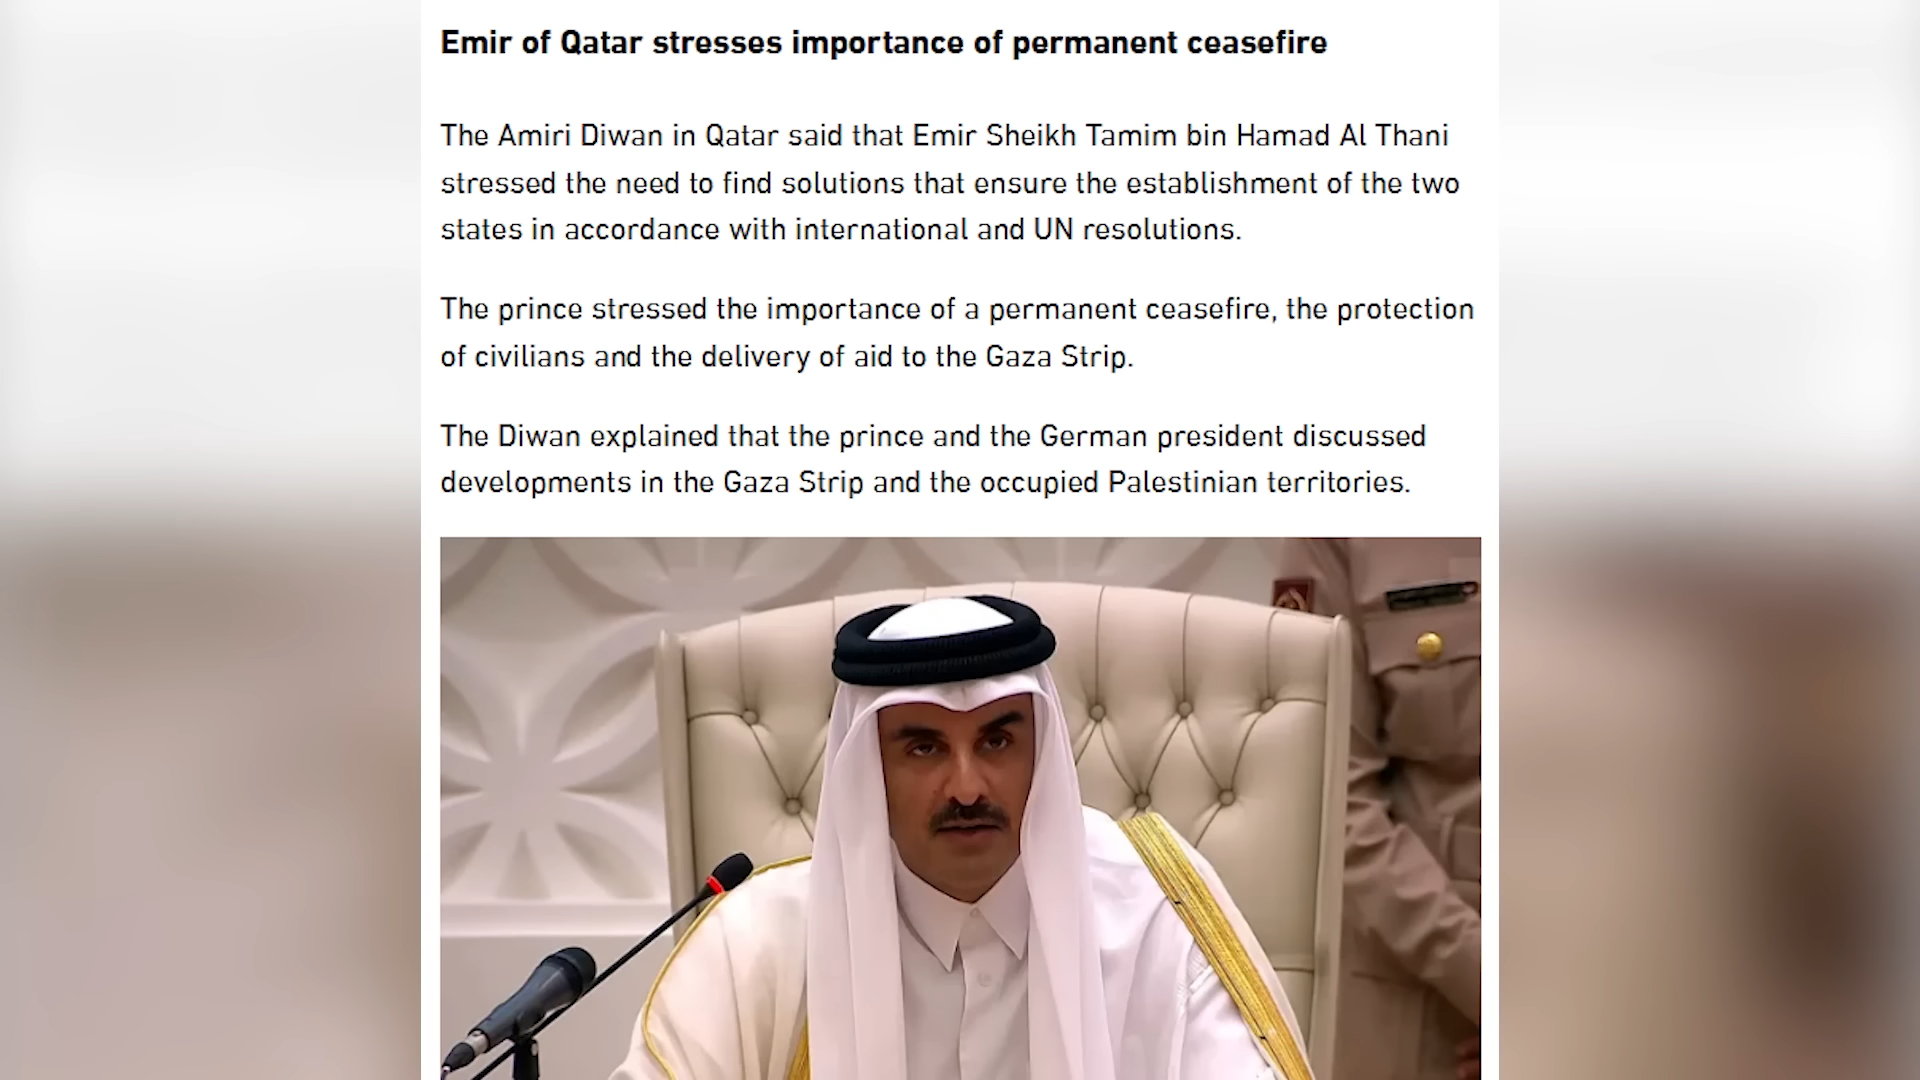 Emir of Qatar stresses importance of permanent ceasefire
The Amiri Diwan in Qatar said that Emir Sheikh Tamim bin Hamad Al Thani
stressed the need to find solutions that ensure the establishment of the two
states in accordance with international and UN resolutions.
The prince stressed the importance of a permanent ceasefire, the protection
of civilians and the delivery of aid to the Gaza Strip.
The Diwan explained that the prince and the German president discussed
developments in the Gaza Strip and the occupied Palestinian territories.